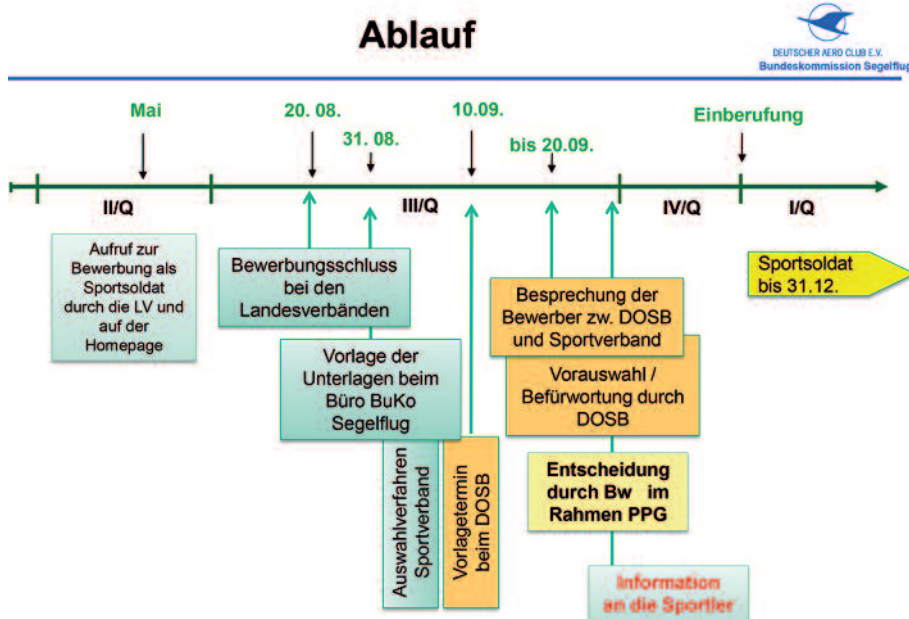 Ablauf
DEUTSCHER AERO CLUB E.V.
Bundeskommission Segelflug
Mai
20. 08.
31. 08.
10.09.
bis 20.09.
Einberufung
II/Q
III/Q
IV/Q
I/Q
Aufruf zur
Bewerbung als
Sportsoldat
durch die LV und
auf der
Homepage
Bewerbungsschluss
bei den
Landesverbänden
Vorlage der
Unterlagen beim
Büro BuKo
Segelflug
Auswahlverfahren
Sportverband
Vorlagetermin
beim DOSB
Besprechung der
Bewerber zw. DOSB
und Sportverband
Vorauswahl /
Befürwortung durch
DOSB
Entscheidung
durch Bw im
Rahmen PPG
Information
an die Sportler
Sportsoldat
bis 31.12.